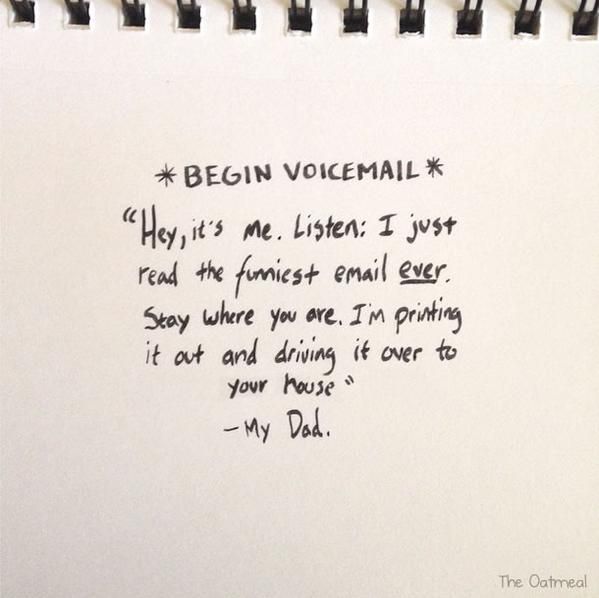 *BEGIN VOICEMAIL*
"Hey, it's me. Listen: I just
read the funniest email ever.
Stay where you are. I'm printing
it out and driving it over to
your house"
-My Dad.
The Oatmeal